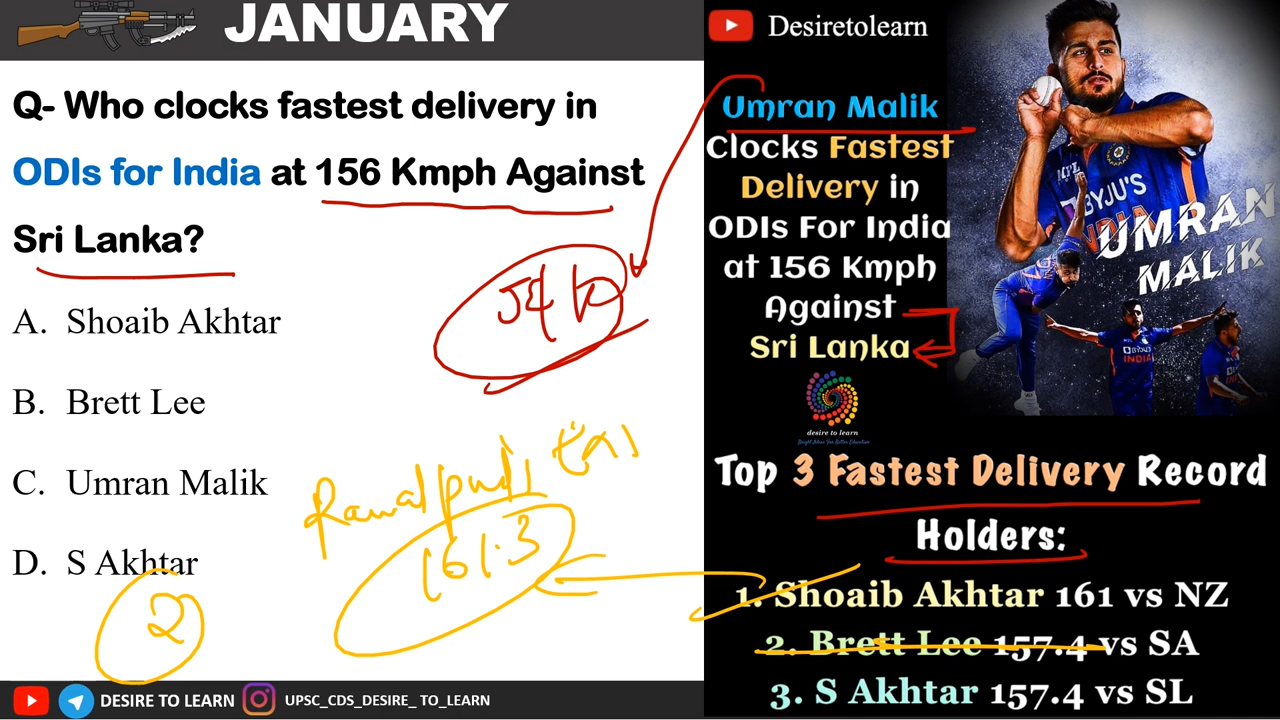 JANUARY
Q- Who clocks fastest delivery in
ODIs for India at 156 Kmph Against
Sri Lanka?
A. Shoaib Akhtar
B. Brett Lee
C. Umran Malik
D. S Akhtar
J&K
161.3
2
DESIRE TO LEARN
UPSC_CDS_DESIRE_ TO_LEARN
Desiretolearn
Umran Malik
Clocks Fastest
Delivery in
ODIs For India
at 156 Kmph
Against
Sri Lanka
desire to learn
BYJU'S
INDIA
UMRAN
MALIK
Top 3 Fastest Delivery Record
Holders:
1. Shoaib Akhtar 161 vs NZ
2. Brett Lee 157.4 vs SA
3. S Akhtar 157.4 vs SL